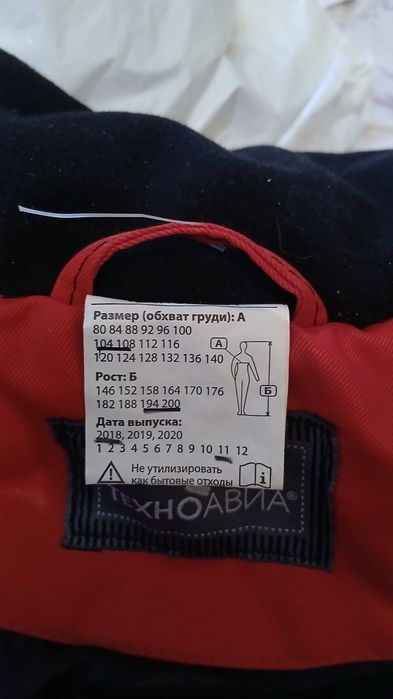 Размер (обхват груди): А
80 84 88 92 96 100
104 108 112 116
120 124 128 132 136 140
А
Рост: Б
146 152 158 164 170 176
182 188 194 200
Б
Дата выпуска:
2018, 2019, 2020
1 2 3 4 5 6 7 8 9 10 11 12
Не утилизировать
как бытовые отходы
ТЕХНОАВИА®